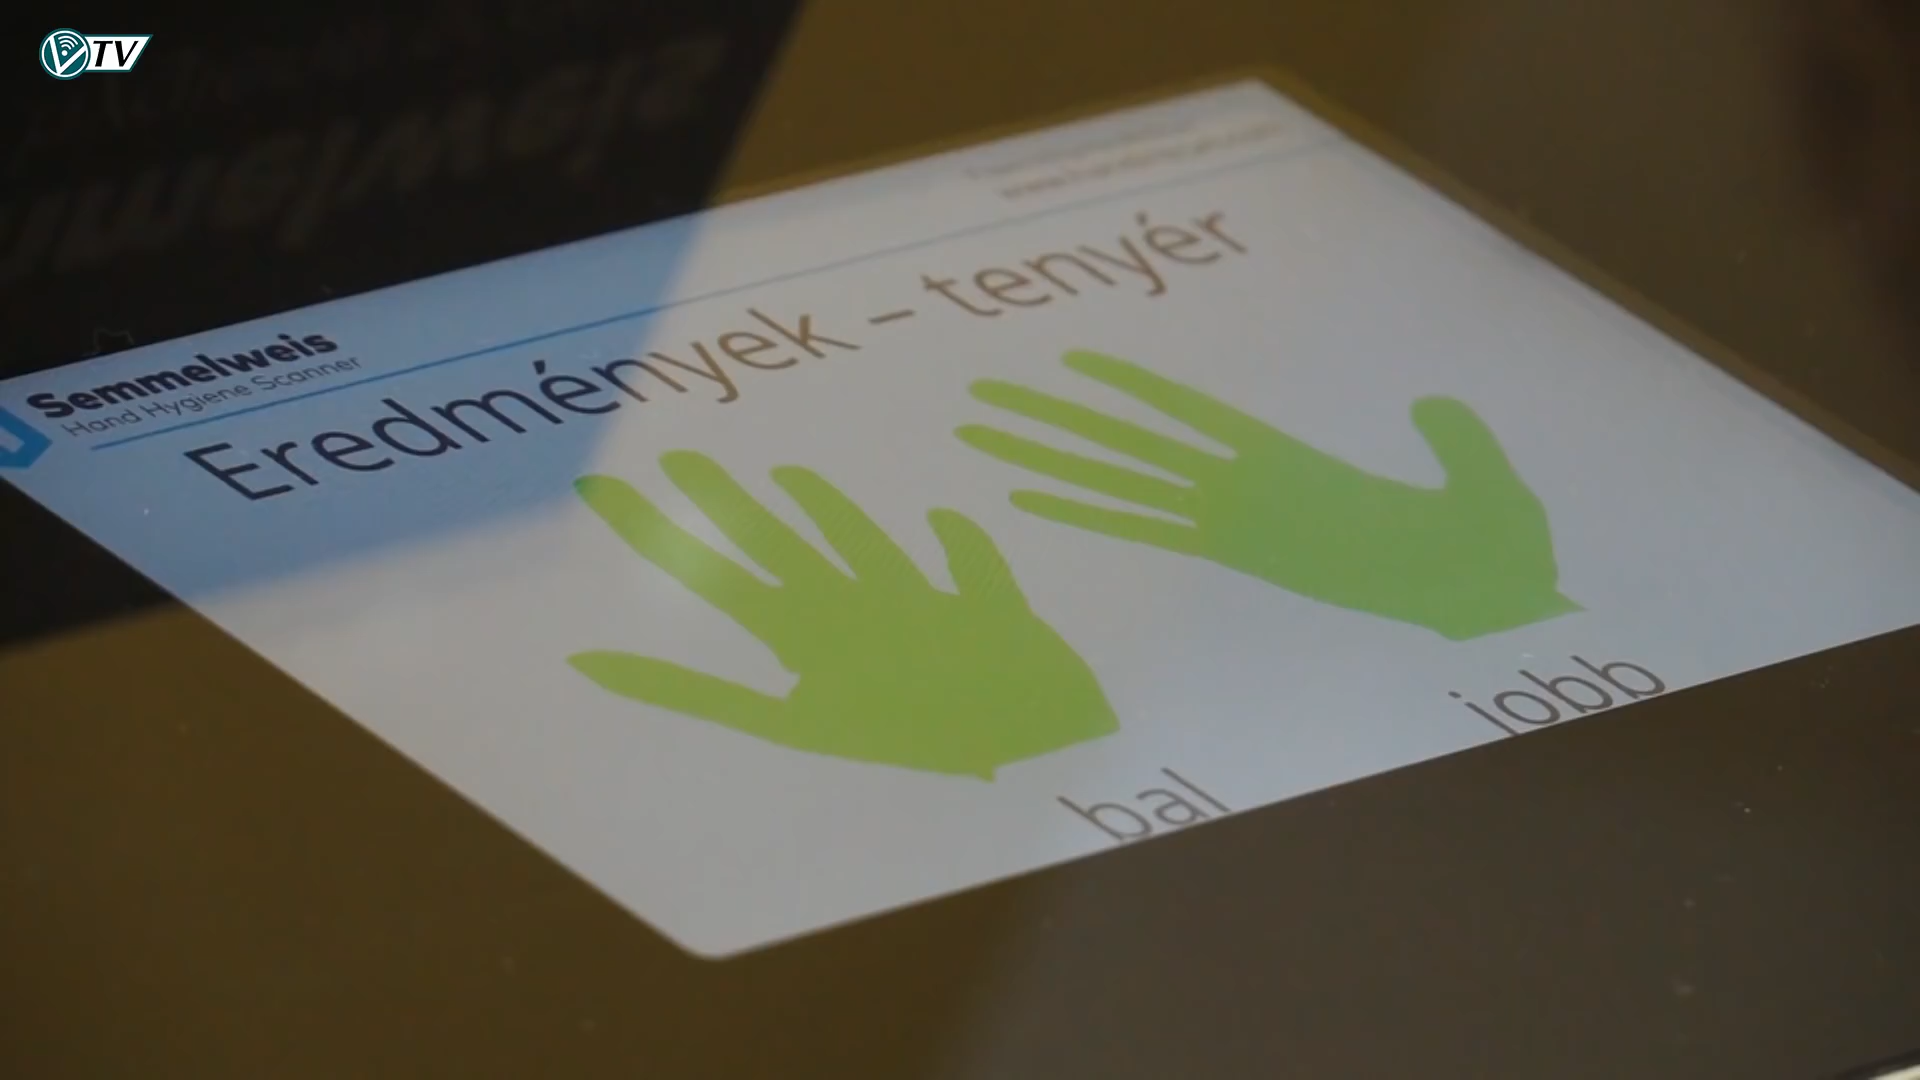 TV
Semmelweis
Hand Hygiene Scanner
Eredmények – tenyér
bal
jobb